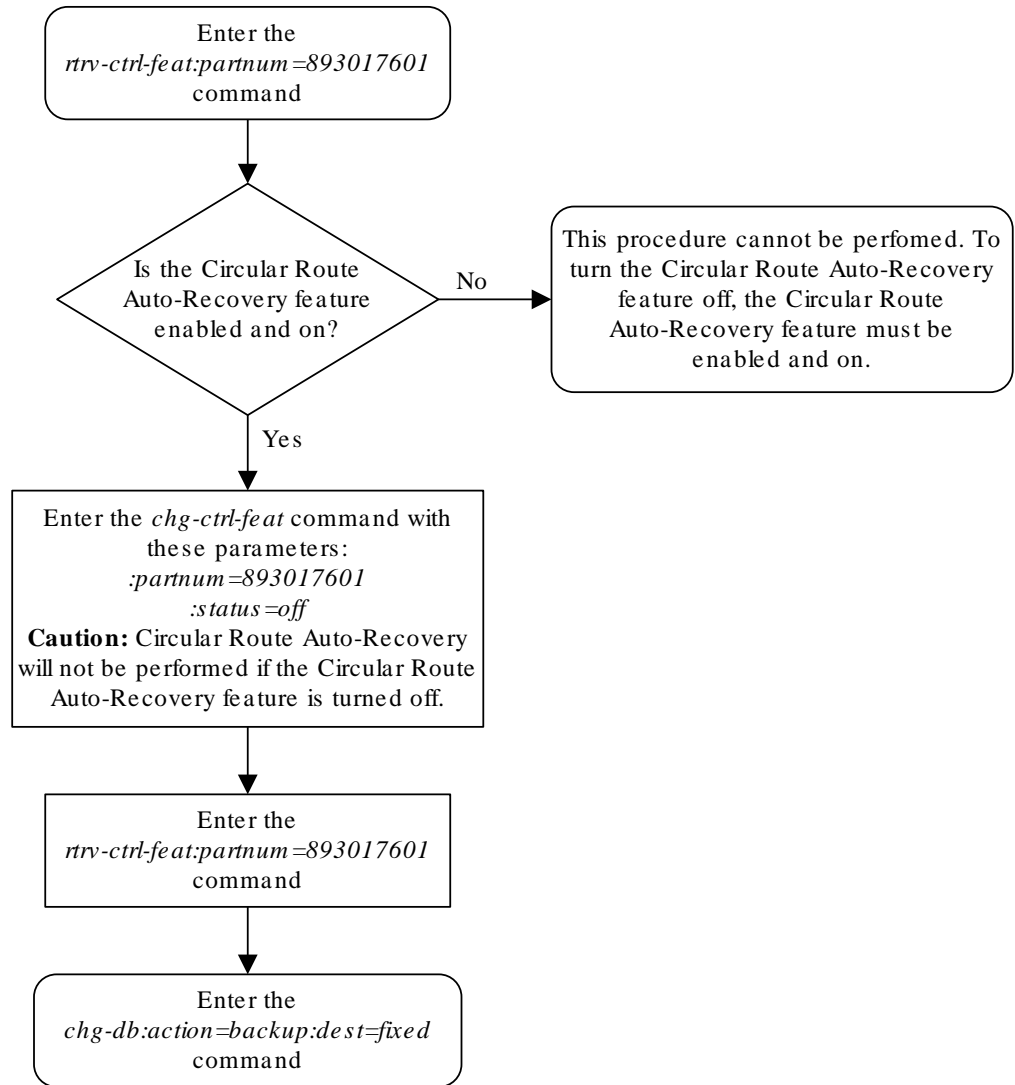 Enter the
rtrv-ctrl-feat:partnum=893017601
command
Is the Circular Route
Auto-Recovery feature
enabled and on?
No
This procedure cannot be perfomed. To
turn the Circular Route Auto-Recovery
feature off, the Circular Route
Auto-Recovery feature must be
enabled and on.
Yes
Enter the chg-ctrl-feat command with
these parameters:
:partnum=893017601
:status=off
Caution: Circular Route Auto-Recovery
will not be performed if the Circular Route
Auto-Recovery feature is turned off.
Enter the
rtrv-ctrl-feat:partnum=893017601
command
Enter the
chg-db:action=backup:dest=fixed
command